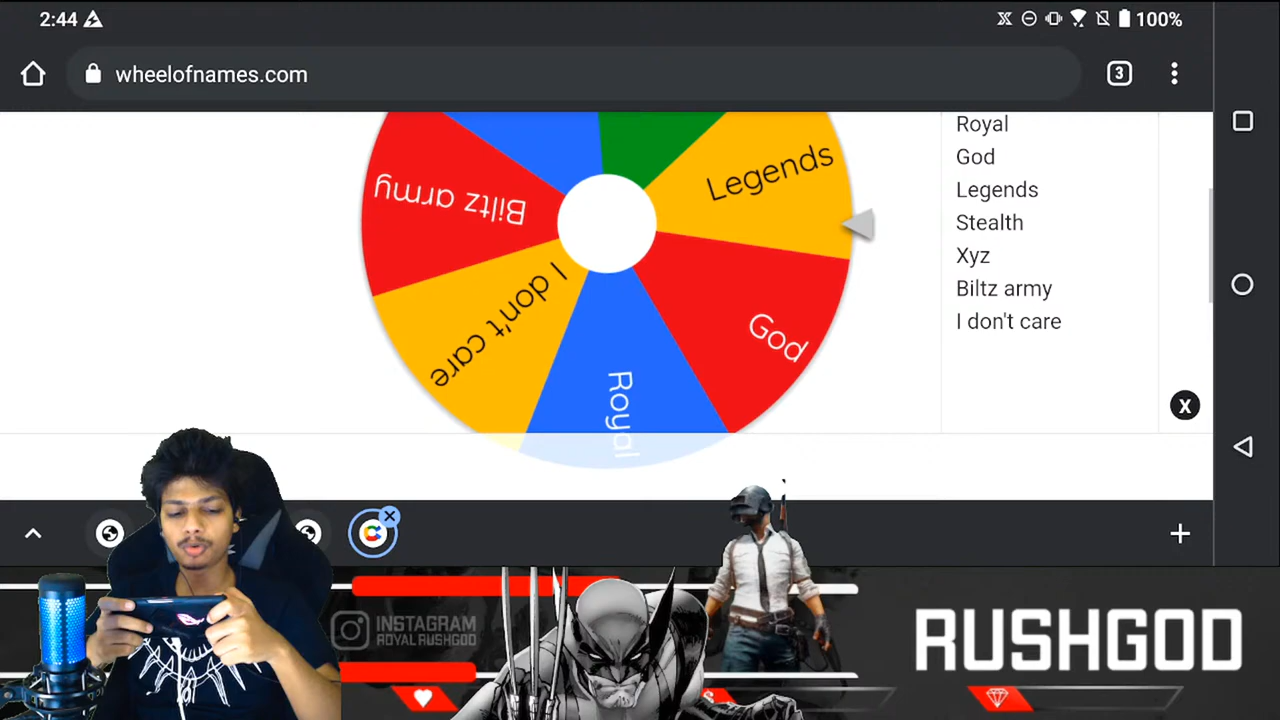 2:44
100%
wheelofnames.com
3
Royal
God
Legends
Stealth
Xyz
Biltz army
I don't care
Legends
Biltz army
I don't care
God
Royal
X
INSTAGRAM
ROYAL RUSHGOD
RUSHGOD